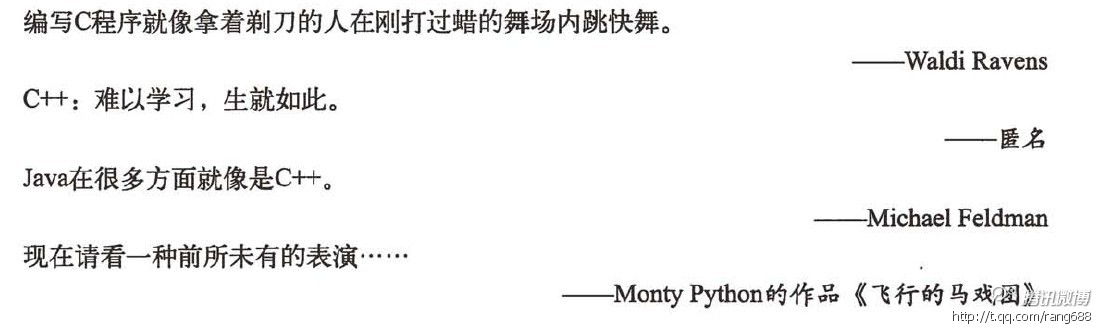 编写C程序就像拿着剃刀的人在刚打过蜡的舞场内跳快舞。
——Waldi Ravens
C++：难以学习，生就如此。
——匿名
Java在很多方面就像是C++。
——Michael Feldman
现在请看一种前所未有的表演……
——Monty Python的作品《飞行的马戏团》
腾讯微博
http://t.qq.com/rang688